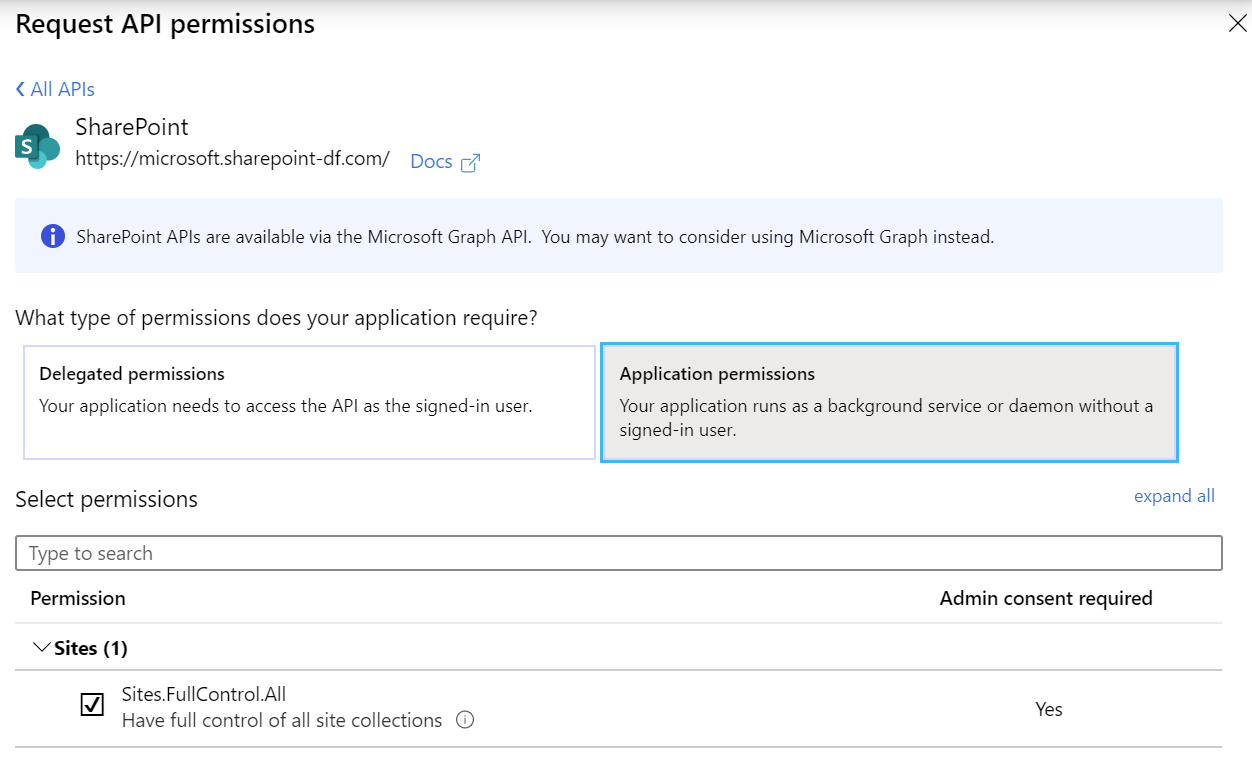 Request API permissions
All APIs
S
SharePoint
https://microsoft.sharepoint-df.com/ Docs
SharePoint APIs are available via the Microsoft Graph API. You may want to consider using Microsoft Graph instead.
What type of permissions does your application require?
Delegated permissions
Your application needs to access the API as the signed-in user.
Application permissions
Your application runs as a background service or daemon without a
signed-in user.
Select permissions
expand all
Type to search
Permission Admin consent required
Sites (1)
Sites.FullControl.All
Have full control of all site collections
Yes